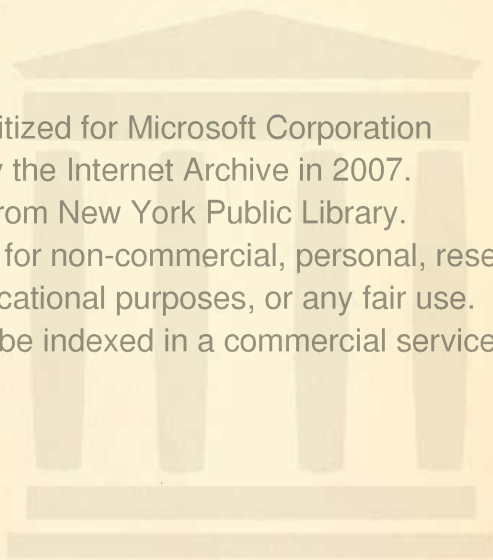 itized for Microsoft Corporation
the Internet Archive in 2007.
rom New York Public Library.
for non-commercial, personal, rese
cational purposes, or any fair use.
be indexed in a commercial service